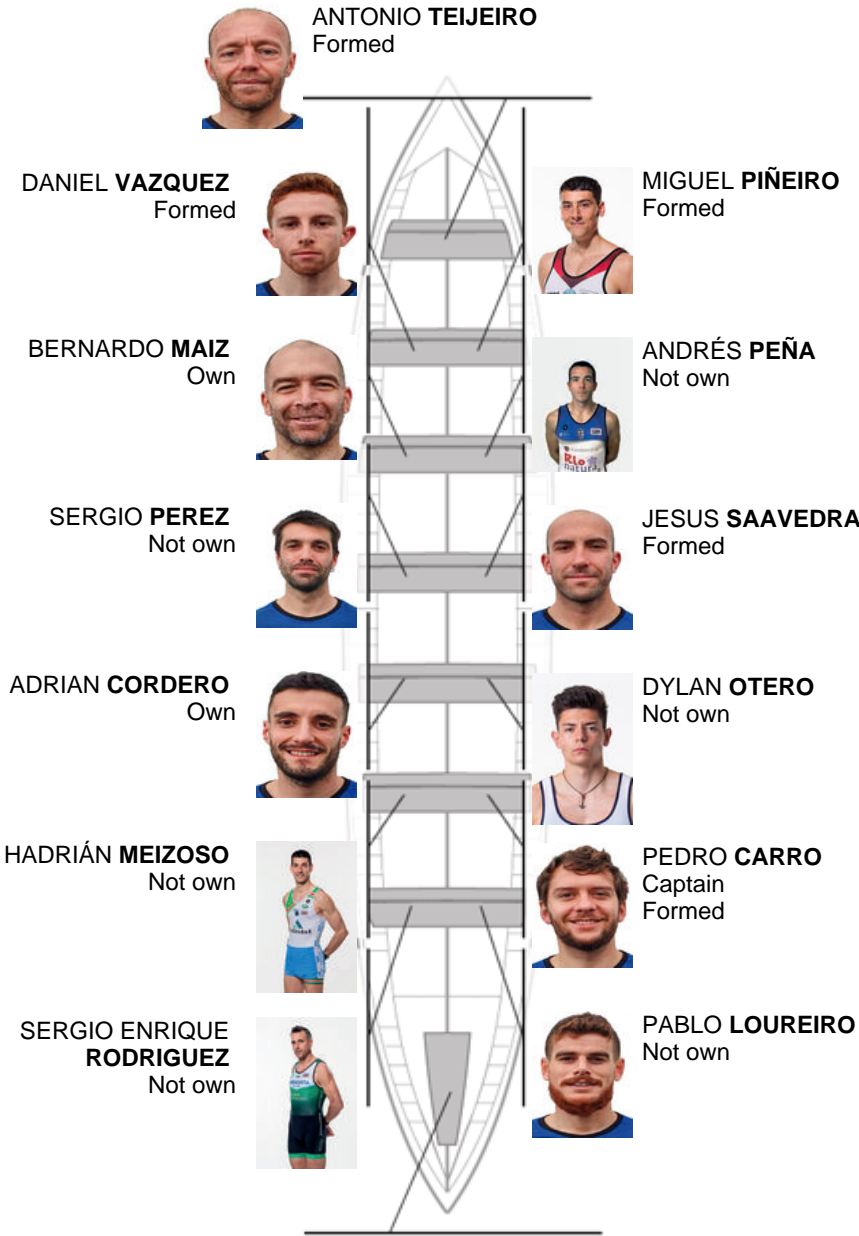 ANTONIO TEIJEIRO
Formed
DANIEL VAZQUEZ
Formed
MIGUEL PIÑEIRO
Formed
BERNARDO MAIZ
Own
ANDRÉS PEÑA
Not own
SERGIO PEREZ
Not own
JESUS SAAVEDRA
Formed
ADRIAN CORDERO
Own
DYLAN OTERO
Not own
HADRIÁN MEIZOSO
Not own
PEDRO CARRO
Captain
Formed
SERGIO ENRIQUE
RODRIGUEZ
Not own
PABLO LOUREIRO
Not own